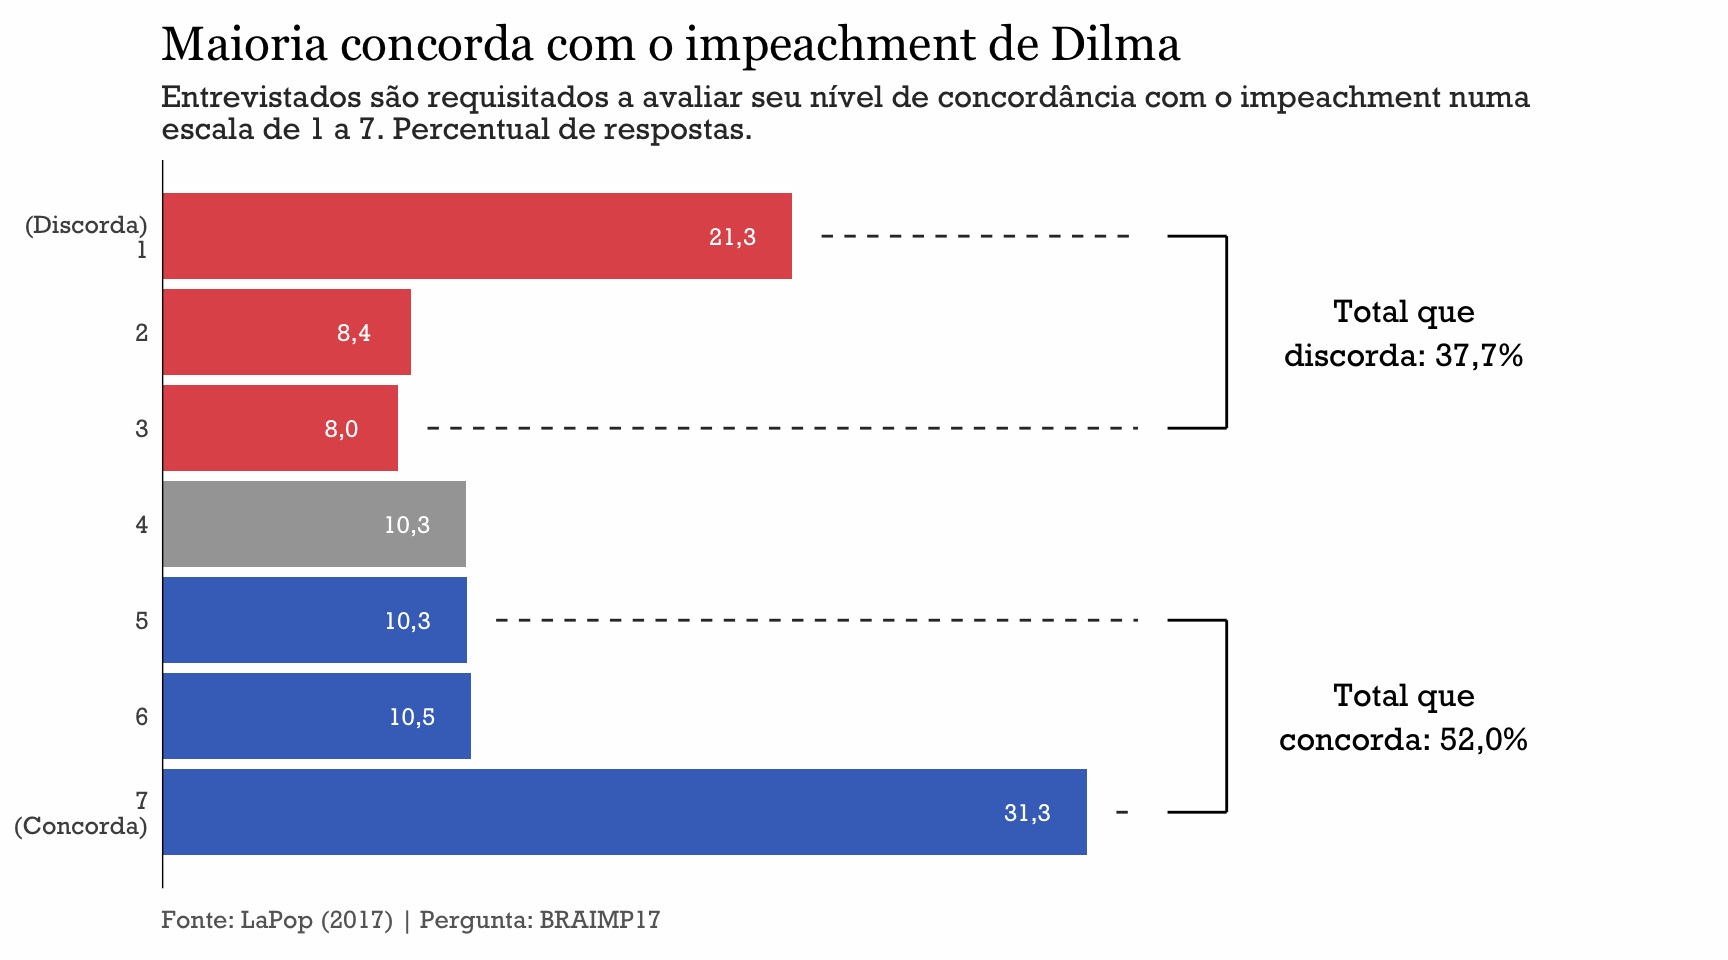 Maioria concorda com o impeachment de Dilma
Entrevistados são requisitados a avaliar seu nível de concordância com o impeachment numa
escala de 1 a 7. Percentual de respostas.
(Discorda)
1
21,3
2
8,4
3
8,0
Total que
discorda: 37,7%
4
10,3
5
10,3
6
10,5
7
(Concorda)
31,3
Total que
concorda: 52,0%
Fonte: LaPop (2017) | Pergunta: BRAIMP17